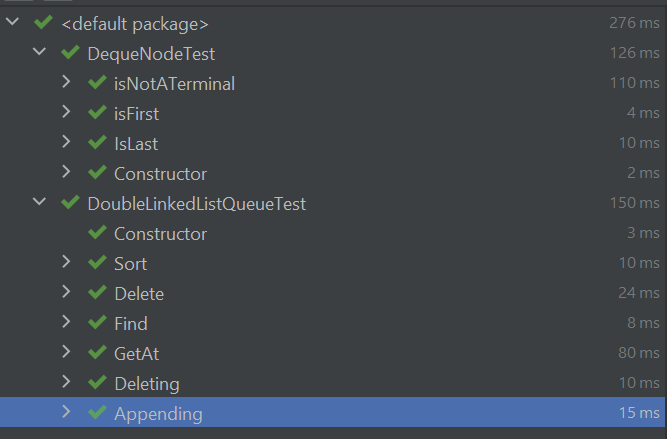 <default package> 276 ms
DequeNodeTest 126 ms
isNotATerminal 110 ms
isFirst 4 ms
IsLast 10 ms
Constructor 2 ms
DoubleLinkedListQueueTest 150 ms
Constructor 3 ms
Sort 10 ms
Delete 24 ms
Find 8 ms
GetAt 80 ms
Deleting 10 ms
Appending 15 ms